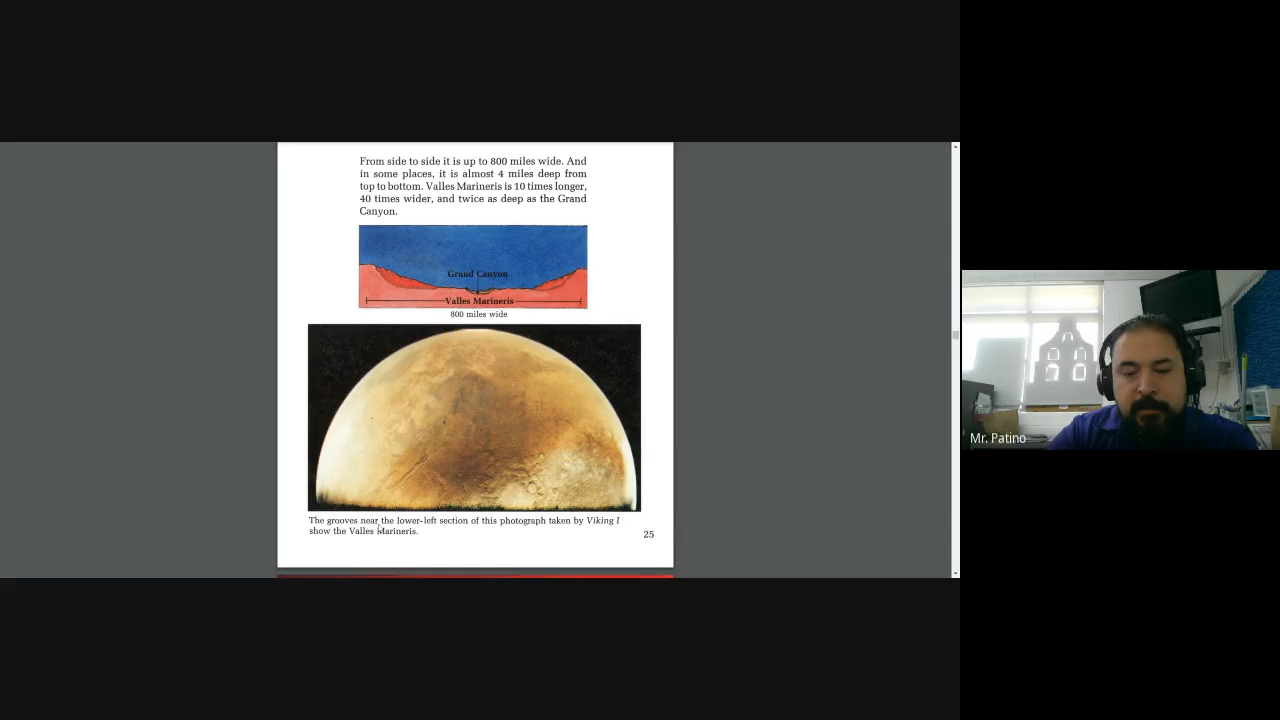 From side to side it is up to 800 miles wide. And
in some places, it is almost 4 miles deep from
top to bottom. Valles Marineris is 10 times longer,
40 times wider, and twice as deep as the Grand
Canyon.
Grand Canyon
Valles Marineris
800 miles wide
The grooves near the lower-left section of this photograph taken by Viking I
show the Valles Marineris.
25
Mr. Patino